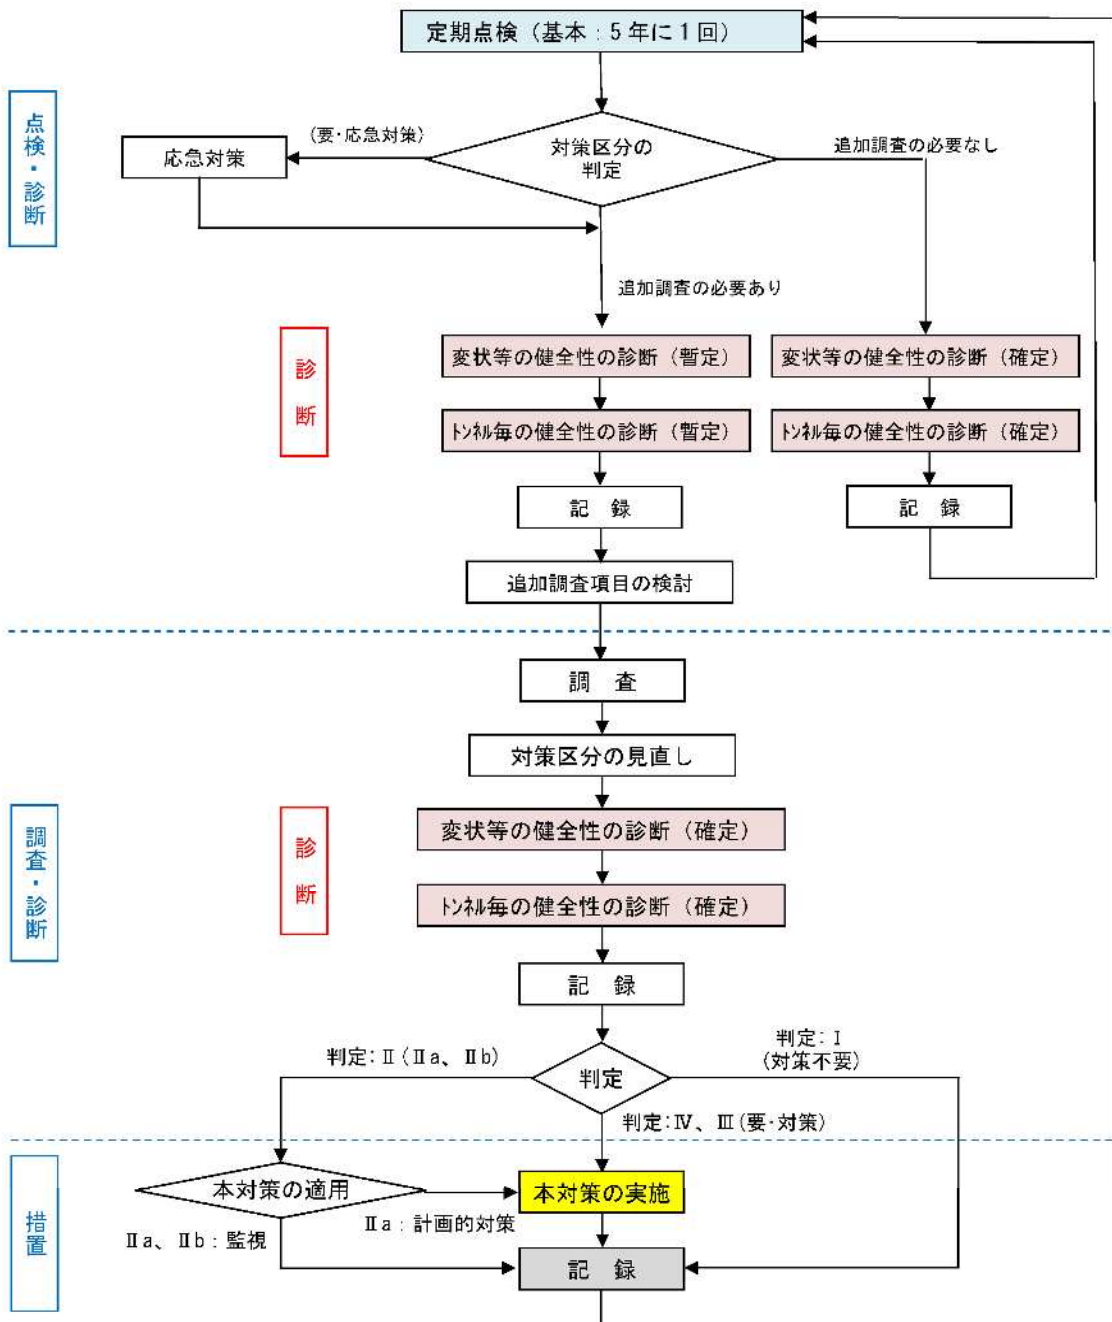 定期点検（基本：５年に１回）
点検・診断
（要・応急対策）
応急対策
対策区分の
判定
追加調査の必要なし
追加調査の必要あり
診断
変状等の健全性の診断（暫定）
変状等の健全性の診断（確定）
ﾄﾝﾈﾙ毎の健全性の診断（暫定）
ﾄﾝﾈﾙ毎の健全性の診断（確定）
記　録
記　録
追加調査項目の検討
調　査
対策区分の見直し
調査・診断
診断
変状等の健全性の診断（確定）
ﾄﾝﾈﾙ毎の健全性の診断（確定）
記　録
判定：Ⅱ（Ⅱa、Ⅱb）
判定
判定：Ⅰ
（対策不要）
判定：Ⅳ、Ⅲ（要・対策）
措置
本対策の適用
本対策の実施
Ⅱa：計画的対策
Ⅱa、Ⅱb：監視
記　録